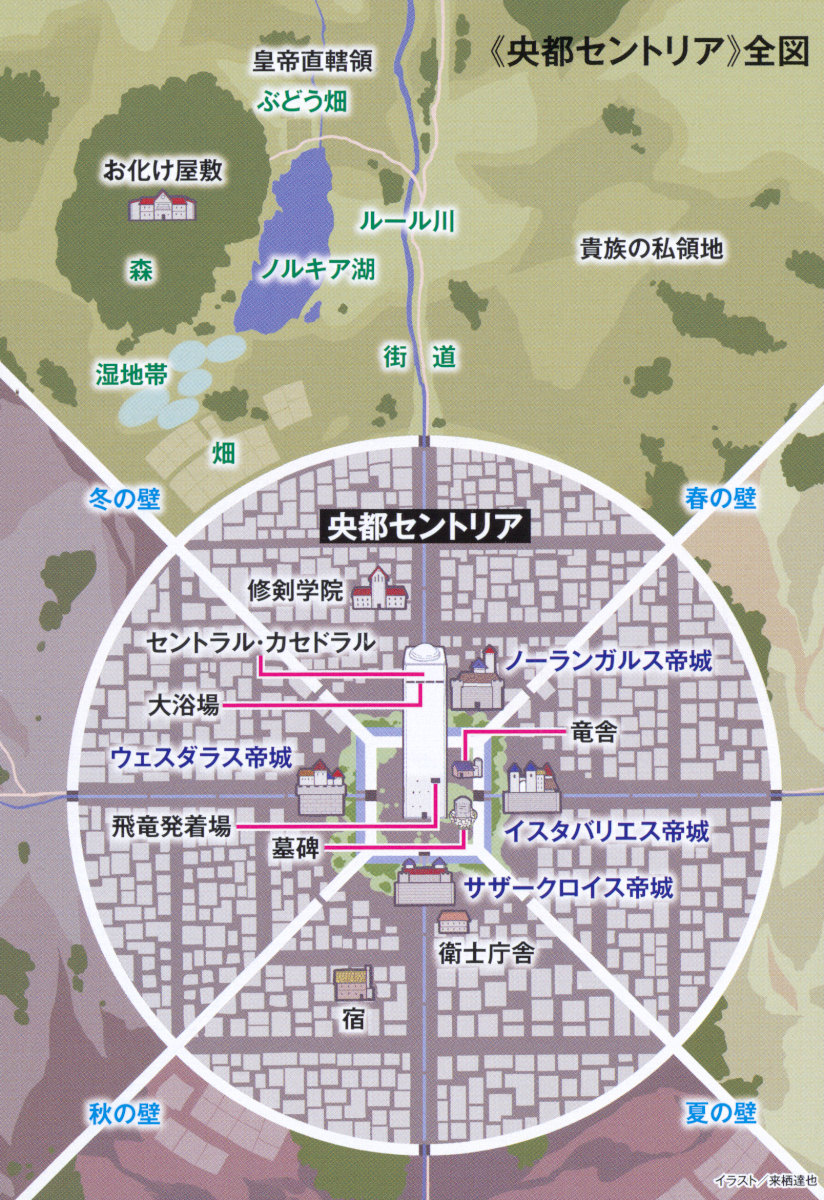 《央都セントリア》全図
皇帝直轄領
ぶどう畑
お化け屋敷
ルール川
貴族の私領地
森
ノルキア湖
街道
湿地帯
畑
冬の壁
春の壁
央都セントリア
修剣学院
セントラル・カセドラル
ノーランガルス帝城
大浴場
竜舎
ウェスダラス帝城
飛竜発着場
イスタバリエス帝城
墓碑
サザークロイス帝城
衛士庁舎
宿
秋の壁
夏の壁
イラスト／来栖達也